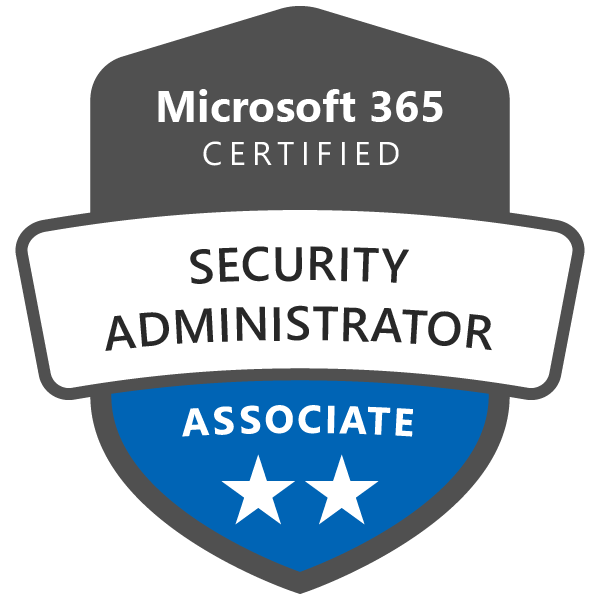 Microsoft 365
CERTIFIED
SECURITY
ADMINISTRATOR
ASSOCIATE